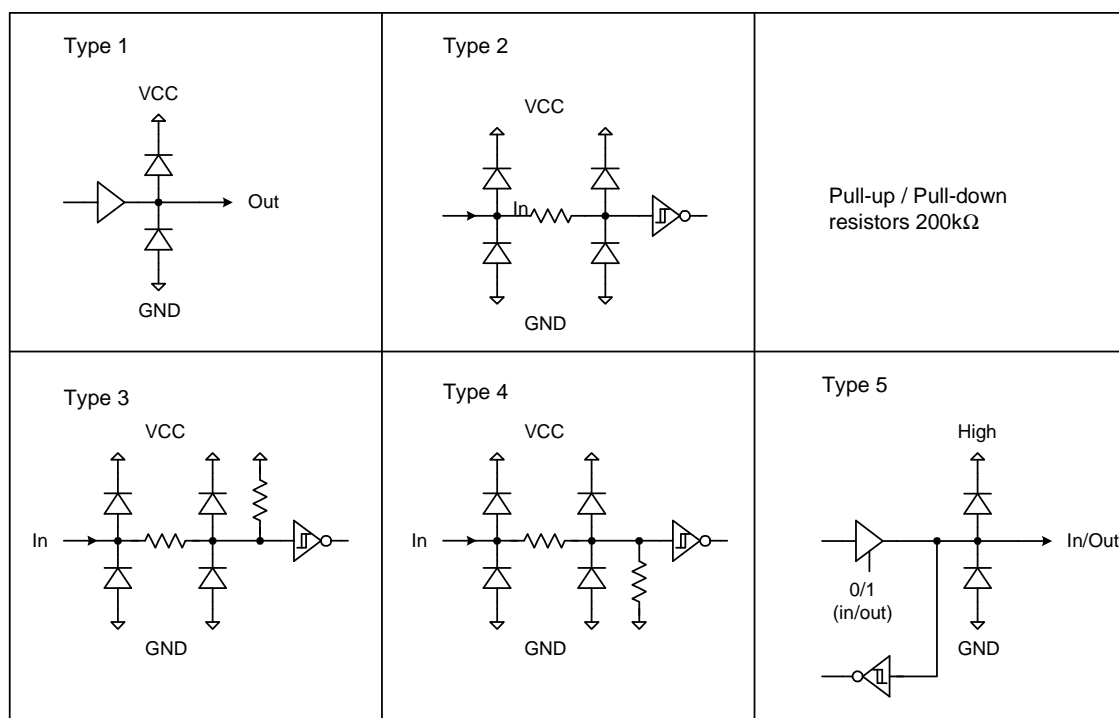 Type 1
VCC
Out
GND
Type 2
VCC
In
GND
Pull-up / Pull-down
resistors 200kΩ
Type 3
VCC
In
GND
Type 4
VCC
In
GND
Type 5
High
In/Out
0/1
(in/out)
GND